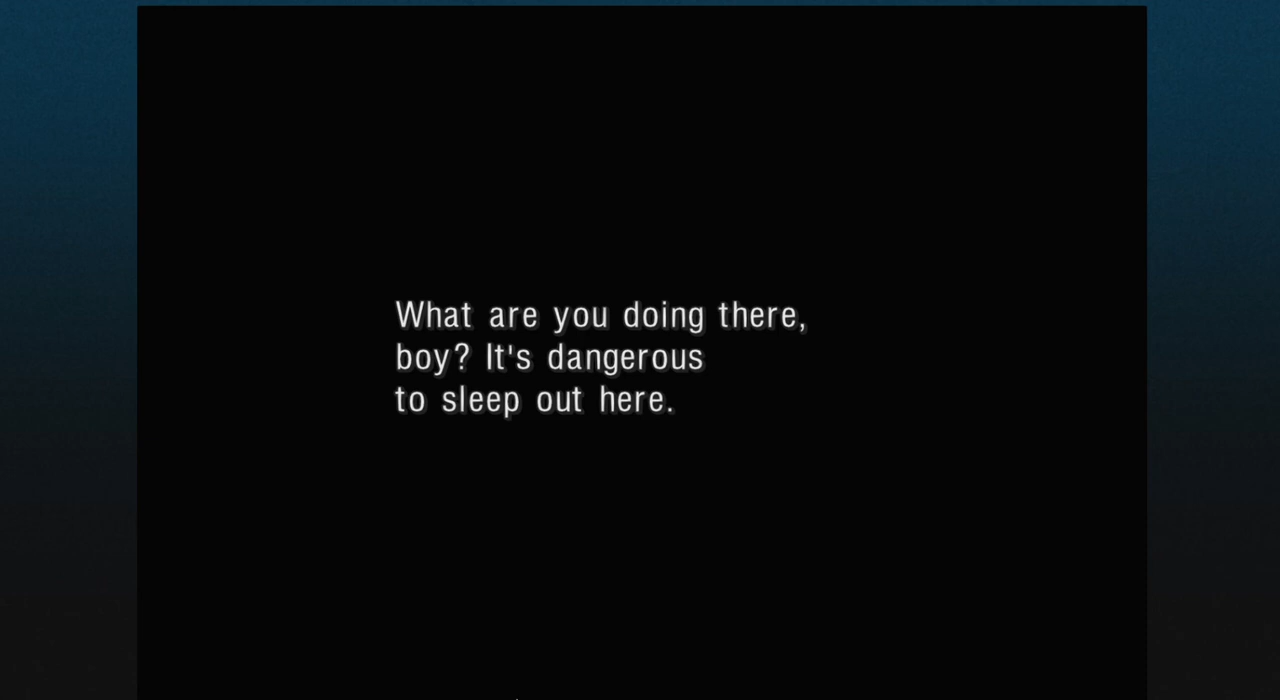 What are you doing there,
boy? It's dangerous
to sleep out here.